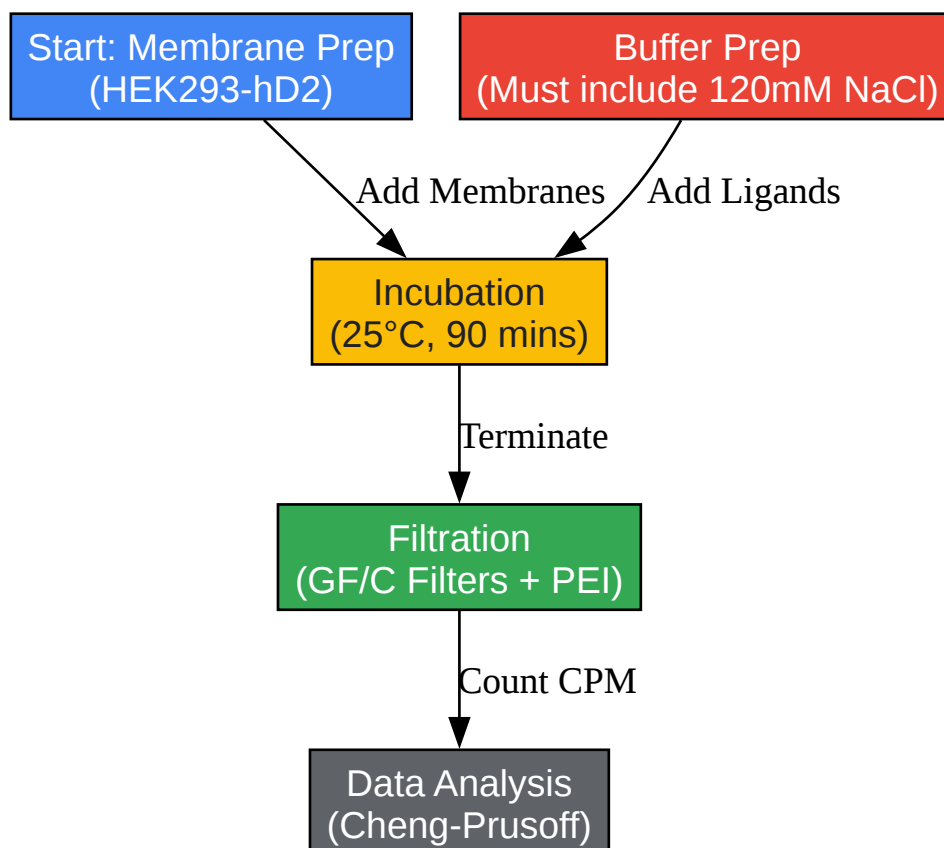 Start: Membrane Prep
(HEK293-hD2)
Buffer Prep
(Must include 120mM NaCl)
Add Membranes
Add Ligands
Incubation
(25°C, 90 mins)
Terminate
Filtration
(GF/C Filters + PEI)
Count CPM
Data Analysis
(Cheng-Prusoff)